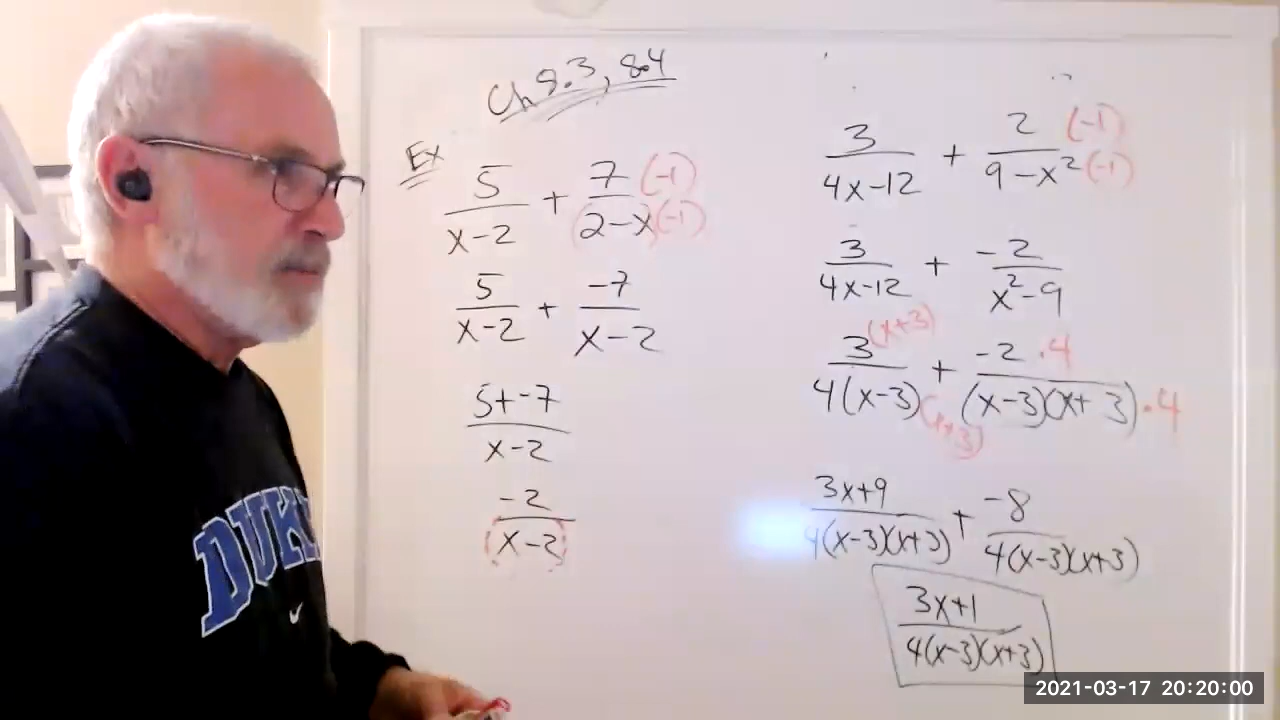 Ch 8.3, 8.4
Ex
5/(x-2) + 7(-1)/(2-x)(-1)
5/(x-2) + -7/(x-2)
(5+-7)/(x-2)
-2/(x-2)
3/(4x-12) + 2(-1)/(9-x²)(-1)
3/(4x-12) + -2/(x²-9)
3(x+3)/4(x-3)(x+3) + -2·4/(x-3)(x+3)·4
(3x+9)/4(x-3)(x+3) + -8/4(x-3)(x+3)
(3x+1)/4(x-3)(x+3)
DUKE
2021-03-17 20:20:00